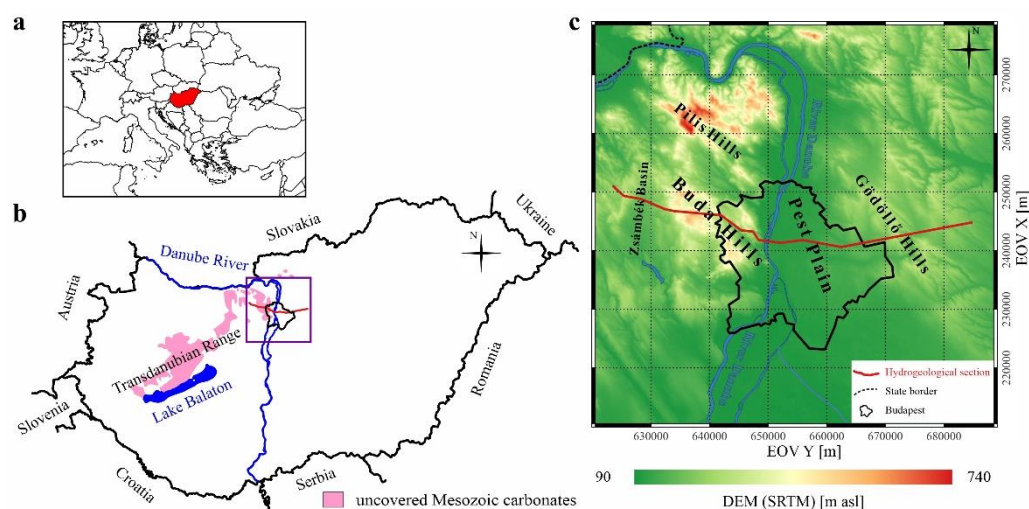 a
b
N
Slovakia
Ukraine
Danube River
Austria
Transdanubian Range
Lake Balaton
Romania
Slovenia
Croatia
Serbia
uncovered Mesozoic carbonates
c
N
Pilis Hills
River Danube
Zsámbék Basin
Buda Hills
Pest Plain
Gödöllő Hills
River Danube
270000
260000
250000
240000
230000
220000
EOV X [m]
Hydrogeological section
State border
Budapest
630000 640000 650000 660000 670000 680000
EOV Y [m]
90 740
DEM (SRTM) [m asl]